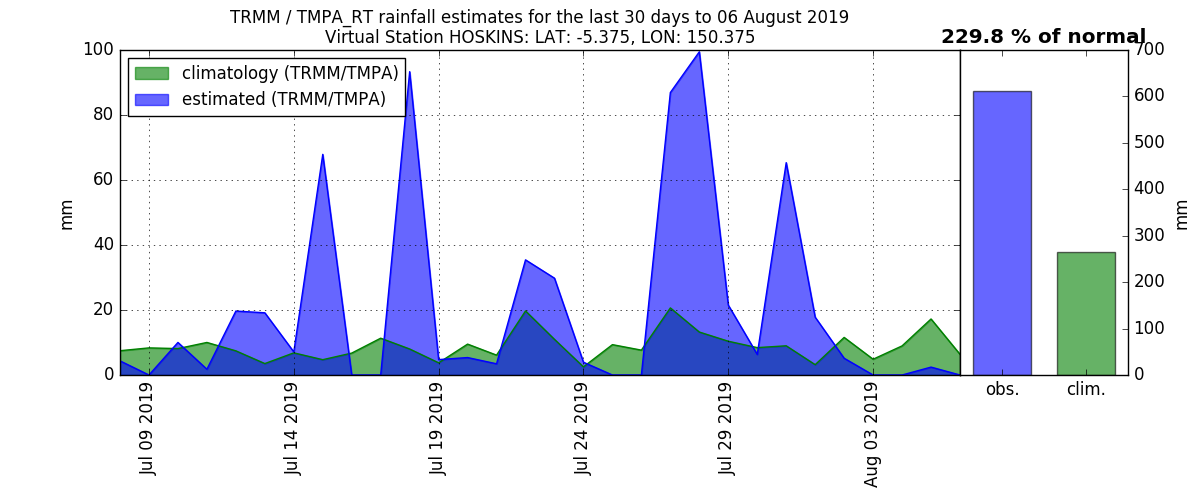 TRMM / TMPA_RT rainfall estimates for the last 30 days to 06 August 2019
Virtual Station HOSKINS: LAT: -5.375, LON: 150.375
229.8 % of normal
climatology (TRMM/TMPA)
estimated (TRMM/TMPA)
100
80
60
40
20
0
mm
Jul 09 2019
Jul 14 2019
Jul 19 2019
Jul 24 2019
Jul 29 2019
Aug 03 2019
700
600
500
400
300
200
100
0
mm
obs.
clim.